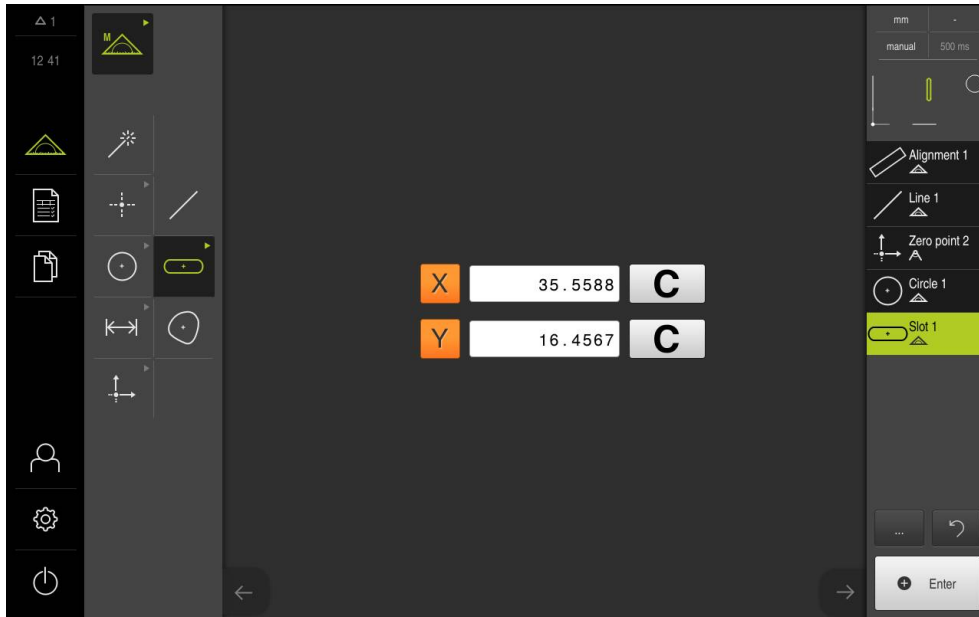 1
12 41
M
X
35.5588
C
Y
16.4567
C
mm
-
manual
500 ms
Alignment 1
Line 1
Zero point 2
Circle 1
Slot 1
...
Enter